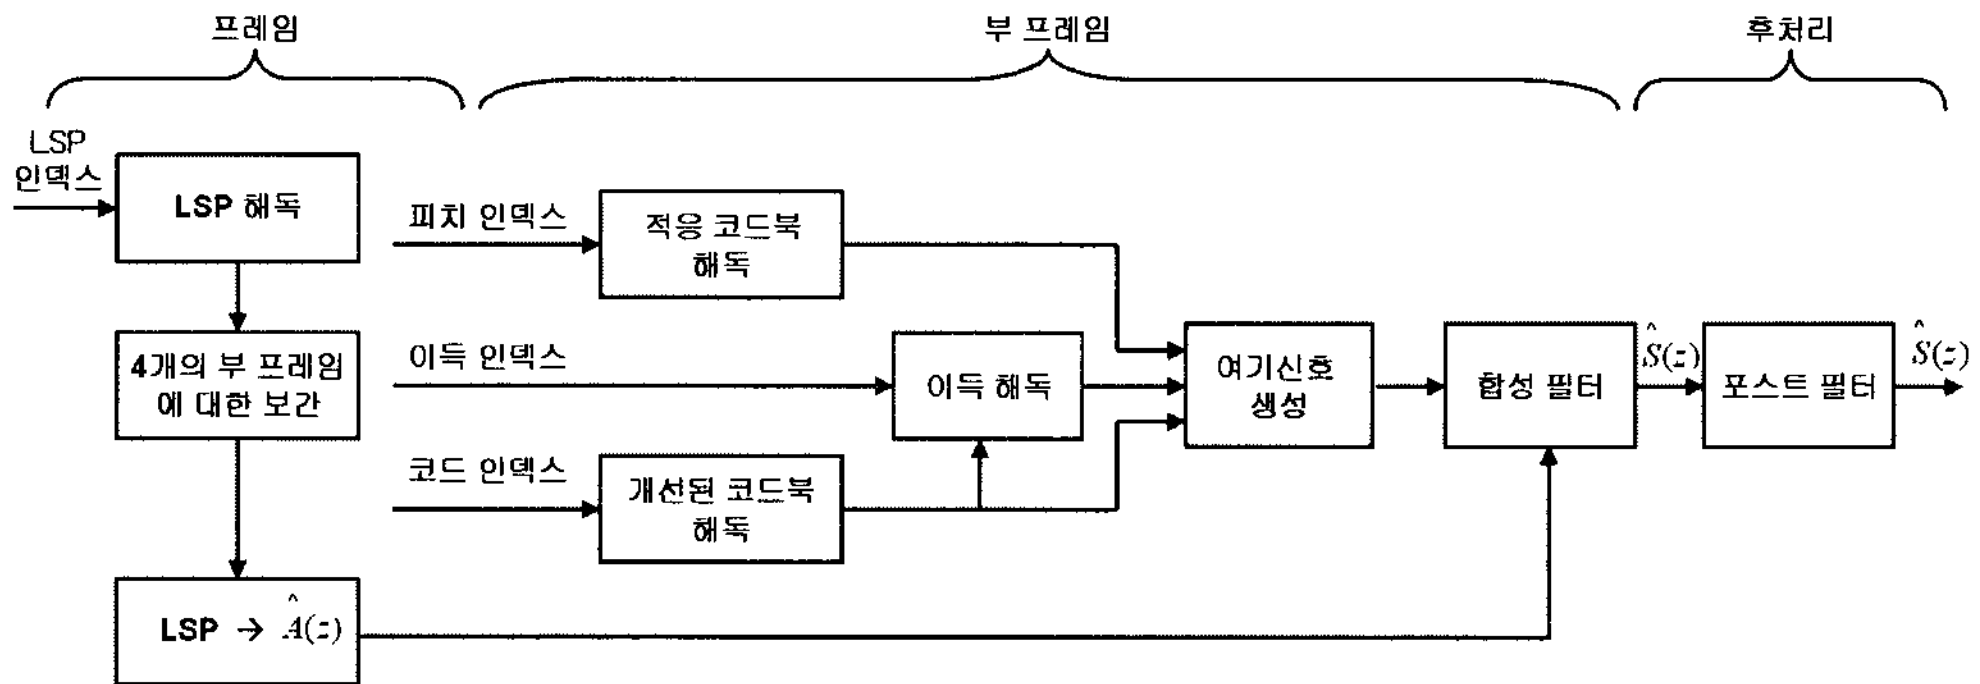 프레임
부 프레임
후처리
LSP
인덱스
LSP 해독
피치 인덱스
적응 코드북
해독
4개의 부 프레임
에 대한 보간
이득 인덱스
이득 해독
여기신호
생성
합성 필터
Ŝ(z)
포스트 필터
Ŝ(z)
코드 인덱스
개선된 코드북
해독
LSP → Â(z)